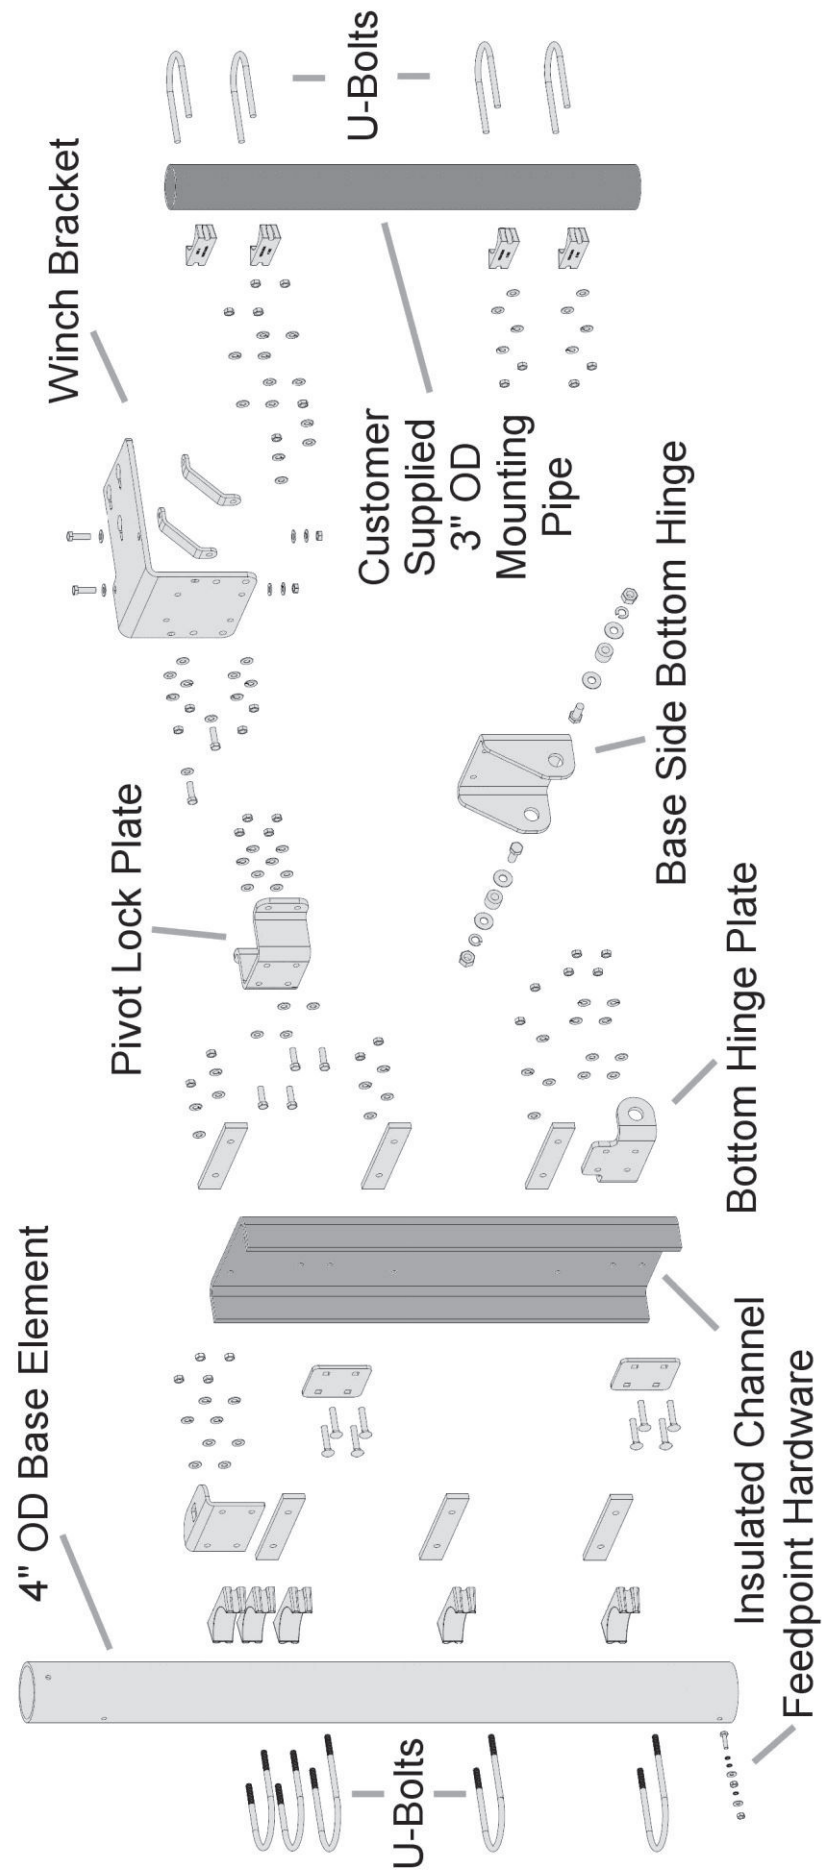 4" OD Base Element
Pivot Lock Plate
Winch Bracket
U-Bolts
Customer
Supplied
3" OD
Mounting
Pipe
Base Side Bottom Hinge
Bottom Hinge Plate
Insulated Channel
Feedpoint Hardware
U-Bolts